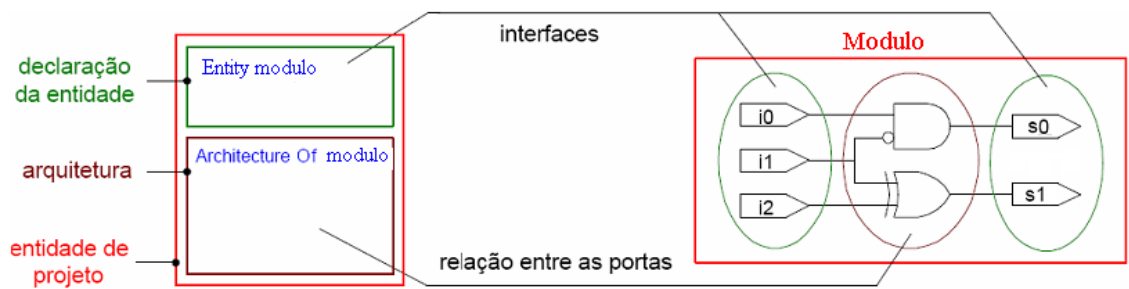 declaração
da entidade
arquitetura
entidade de
projeto
Entity modulo
Architecture Of modulo
interfaces
relação entre as portas
Modulo
i0
i1
i2
s0
s1